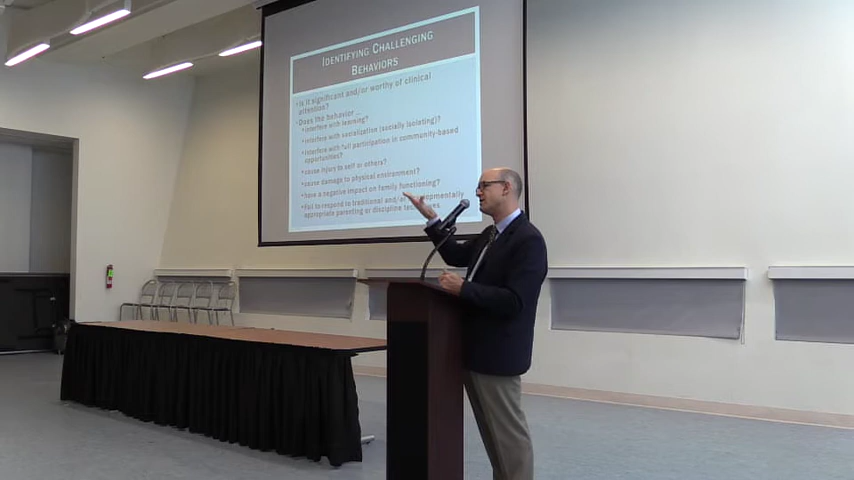 IDENTIFYING CHALLENGING
BEHAVIORS
• Is it significant and/or worthy of clinical
attention?
• Does the behavior...
• interfere with learning?
• interfere with socialization (socially isolating)?
• interfere with full participation in community-based
opportunities?
• cause injury to self or others?
• cause damage to physical environment?
• have a negative impact on family functioning?
• Fail to respond to traditional and/or
appropriate parenting or discipline